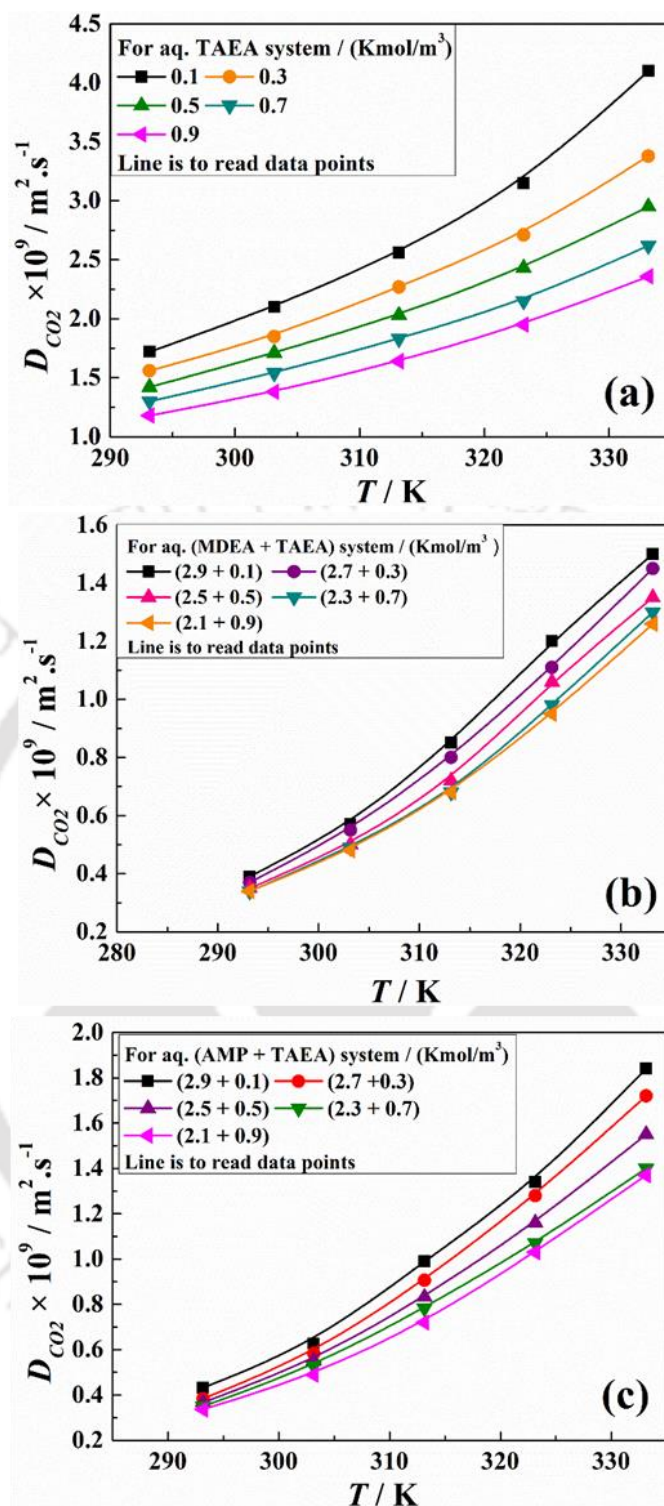 For aq. TAEA system / (Kmol/m³)
0.1 0.3
0.5 0.7
0.9
Line is to read data points
4.5
4.0
3.5
3.0
2.5
2.0
1.5
1.0
D_CO2 ×10⁹ / m².s⁻¹
(a)
290 300 310 320 330
T / K
For aq. (MDEA + TAEA) system / (Kmol/m³ )
(2.9 + 0.1) (2.7 + 0.3)
(2.5 + 0.5) (2.3 + 0.7)
(2.1 + 0.9)
Line is to read data points
1.6
1.4
1.2
1.0
0.8
0.6
0.4
0.2
D_CO2 × 10⁹ / m².s⁻¹
(b)
280 290 300 310 320 330
T / K
For aq. (AMP + TAEA) system / (Kmol/m³)
(2.9 + 0.1) (2.7 +0.3)
(2.5 + 0.5) (2.3 + 0.7)
(2.1 + 0.9)
Line is to read data points
2.0
1.8
1.6
1.4
1.2
1.0
0.8
0.6
0.4
0.2
D_CO2 × 10⁹ / m².s⁻¹
(c)
290 300 310 320 330
T / K